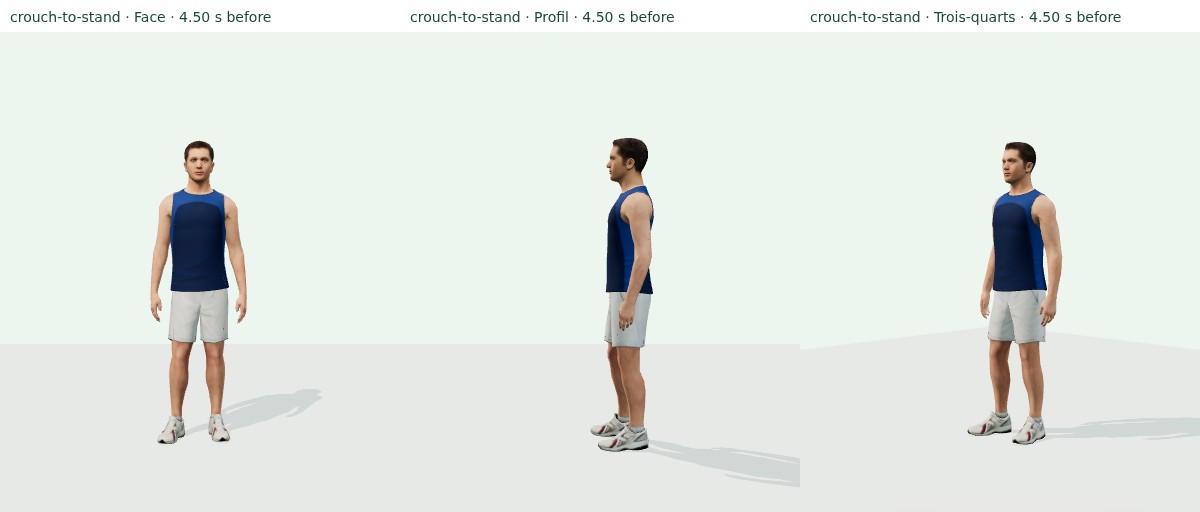 crouch-to-stand · Face · 4.50 s before
crouch-to-stand · Profil · 4.50 s before
crouch-to-stand · Trois-quarts · 4.50 s before